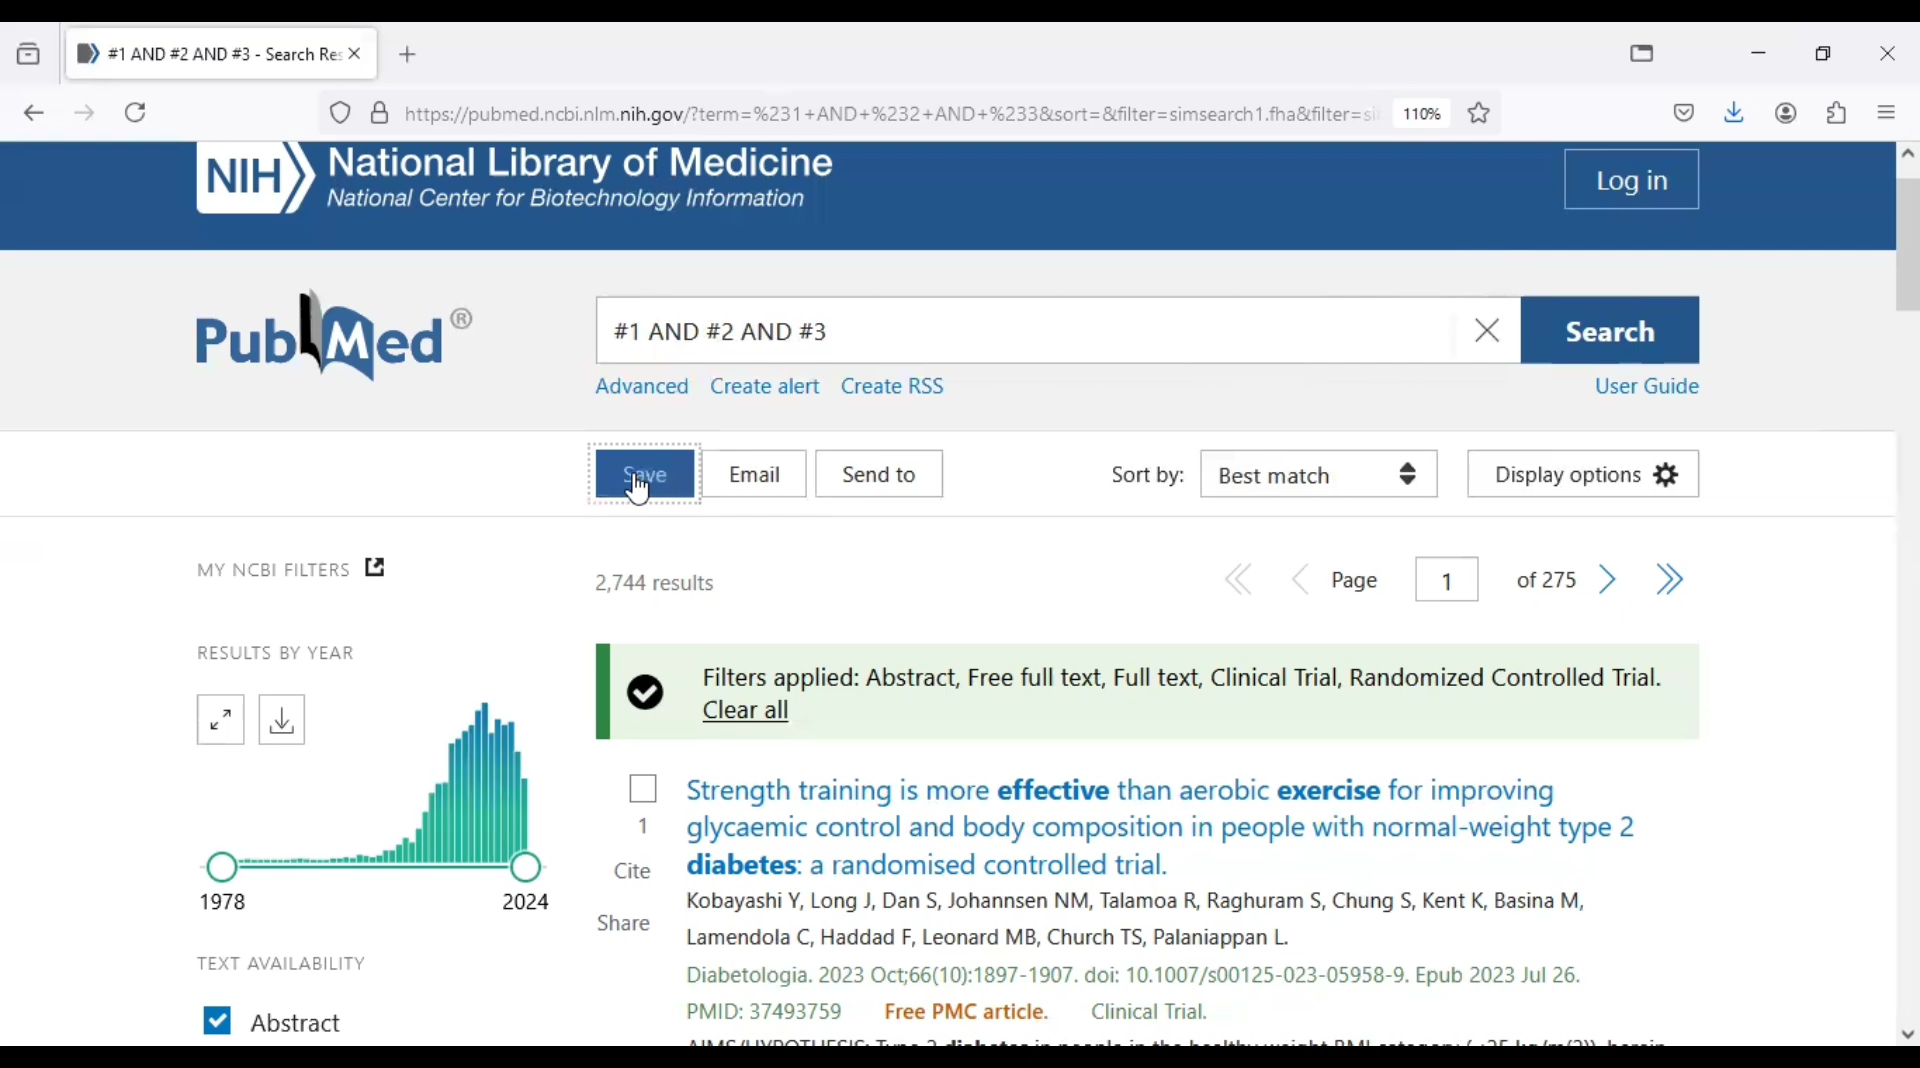 #1 AND #2 AND #3 - Search Res
https://pubmed.ncbi.nlm.nih.gov/?term=%231+AND+%232+AND+%233&sort=&filter=simsearch1.fha&filter=si
110%
NIH National Library of Medicine
National Center for Biotechnology Information
Log in
PubMed®
#1 AND #2 AND #3
Search
Advanced Create alert Create RSS User Guide
Save Email Send to Sort by: Best match Display options
MY NCBI FILTERS
2,744 results
Page 1 of 275
RESULTS BY YEAR
1978 2024
TEXT AVAILABILITY
Abstract
Filters applied: Abstract, Free full text, Full text, Clinical Trial, Randomized Controlled Trial.
Clear all
1
Cite
Share
Strength training is more effective than aerobic exercise for improving
glycaemic control and body composition in people with normal-weight type 2
diabetes: a randomised controlled trial.
Kobayashi Y, Long J, Dan S, Johannsen NM, Talamoa R, Raghuram S, Chung S, Kent K, Basina M,
Lamendola C, Haddad F, Leonard MB, Church TS, Palaniappan L.
Diabetologia. 2023 Oct;66(10):1897-1907. doi: 10.1007/s00125-023-05958-9. Epub 2023 Jul 26.
PMID: 37493759 Free PMC article. Clinical Trial.